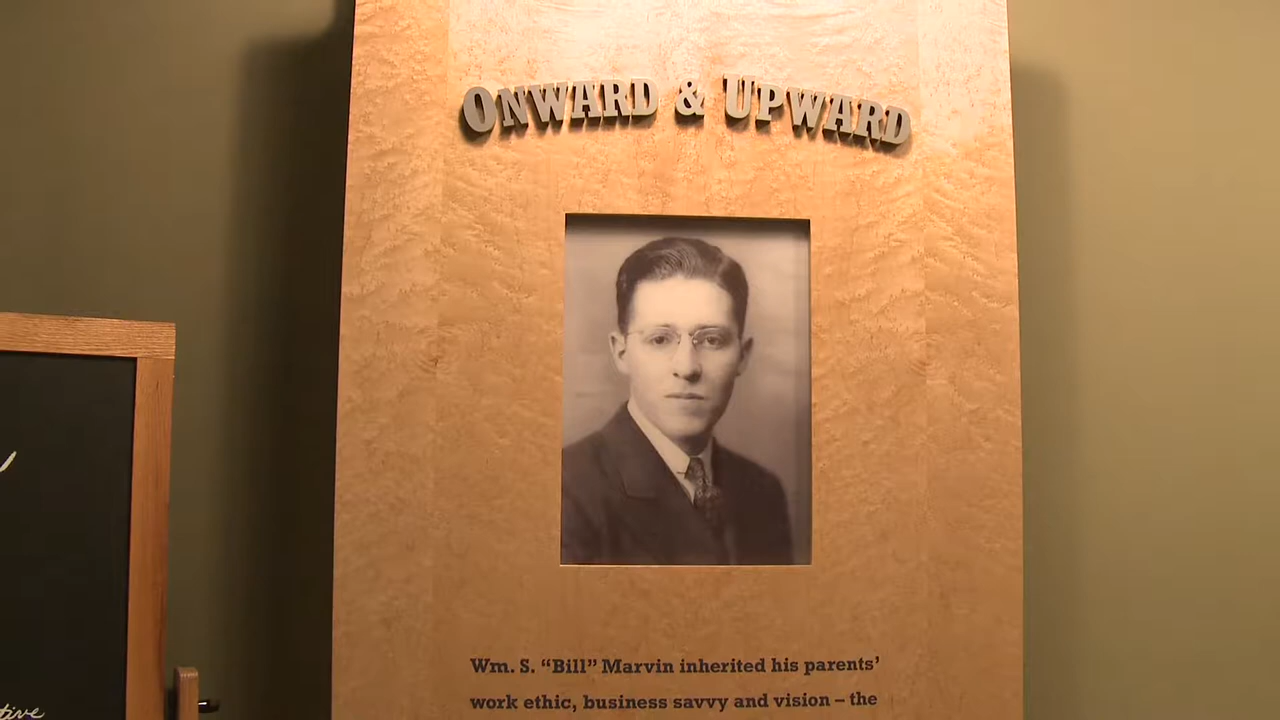 ONWARD & UPWARD
Wm. S. “Bill” Marvin inherited his parents’
work ethic, business savvy and vision – the